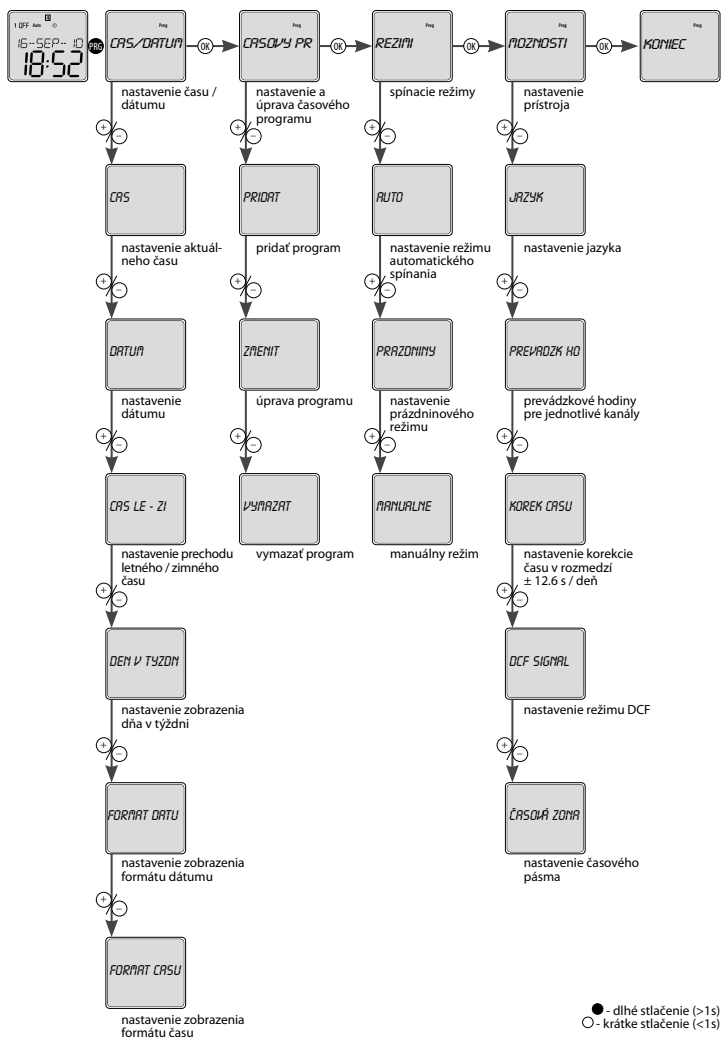 1 OFF Auto
16-SEP-10
18:52
PRG
Prog
CAS/DATUM
OK
Prog
CASOVY PR
OK
Prog
REZIMI
OK
Prog
MOZNOSTI
OK
Prog
KONIEC
nastavenie času /
dátumu
nastavenie a
úprava časového
programu
spínacie režimy
nastavenie
prístroja
+ −
+ −
+ −
+ −
CAS
PRIDAT
AUTO
JAZYK
nastavenie aktuál-
neho času
pridať program
nastavenie režimu
automatického
spínania
nastavenie jazyka
+ −
+ −
+ −
+ −
DATUM
ZMENIT
PRAZDNINY
PREVADZK HO
nastavenie
dátumu
úprava programu
nastavenie
prázdninového
režimu
prevádzkové hodiny
pre jednotlivé kanály
+ −
+ −
+ −
+ −
CAS LE - ZI
VYMAZAT
MANUALNE
KOREK CASU
nastavenie prechodu
letného / zimného
času
vymazať program
manuálny režim
nastavenie korekcie
času v rozmedzí
± 12.6 s / deň
+ −
+ −
DEN V TYZDN
DCF SIGNAL
nastavenie zobrazenia
dňa v týždni
nastavenie režimu DCF
+ −
+ −
FORMAT DATU
ČASOVÁ ZONA
nastavenie zobrazenia
formátu dátumu
nastavenie časového
pásma
+ −
FORMAT CASU
nastavenie zobrazenia
formátu času
- dlhé stlačenie (>1s)
- krátke stlačenie (<1s)